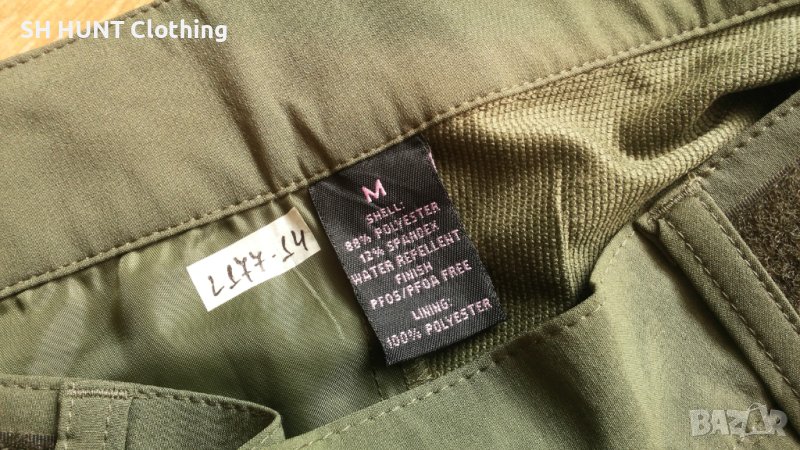 SH HUNT Clothing
M
SHELL:
88% POLYESTER
12% SPANDEX
WATER REPELLENT
FINISH
PFOS/PFOA FREE
LINING:
100% POLYESTER
L177-14
BAZAR